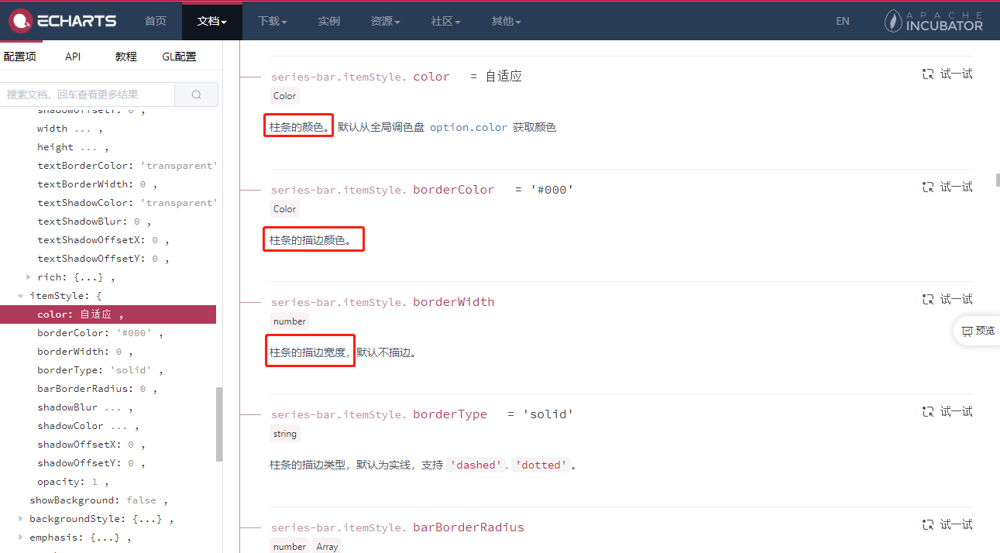 ECHARTS 首页 文档 下载 实例 资源 社区 其他 EN APACHE INCUBATOR
配置项 API 教程 GL配置
搜索文档，回车查看更多结果
shadowOffsetY: 0 ,
width ... ,
height ... ,
textBorderColor: 'transparent'
textBorderWidth: 0 ,
textShadowColor: 'transparent'
textShadowBlur: 0 ,
textShadowOffsetX: 0 ,
textShadowOffsetY: 0 ,
rich: {...} ,
itemStyle: {
color: 自适应 ,
borderColor: '#000' ,
borderWidth: 0 ,
borderType: 'solid' ,
barBorderRadius: 0 ,
shadowBlur ... ,
shadowColor ... ,
shadowOffsetX: 0 ,
shadowOffsetY: 0 ,
opacity: 1 ,
showBackground: false ,
backgroundStyle: {...} ,
emphasis: {...} ,
series-bar.itemStyle. color = 自适应 试一试
Color
柱条的颜色。 默认从全局调色盘 option.color 获取颜色
series-bar.itemStyle. borderColor = '#000' 试一试
Color
柱条的描边颜色。
series-bar.itemStyle. borderWidth 试一试
number
柱条的描边宽度，默认不描边。
预览
series-bar.itemStyle. borderType = 'solid' 试一试
string
柱条的描边类型，默认为实线，支持 'dashed', 'dotted'。
series-bar.itemStyle. barBorderRadius 试一试
number Array